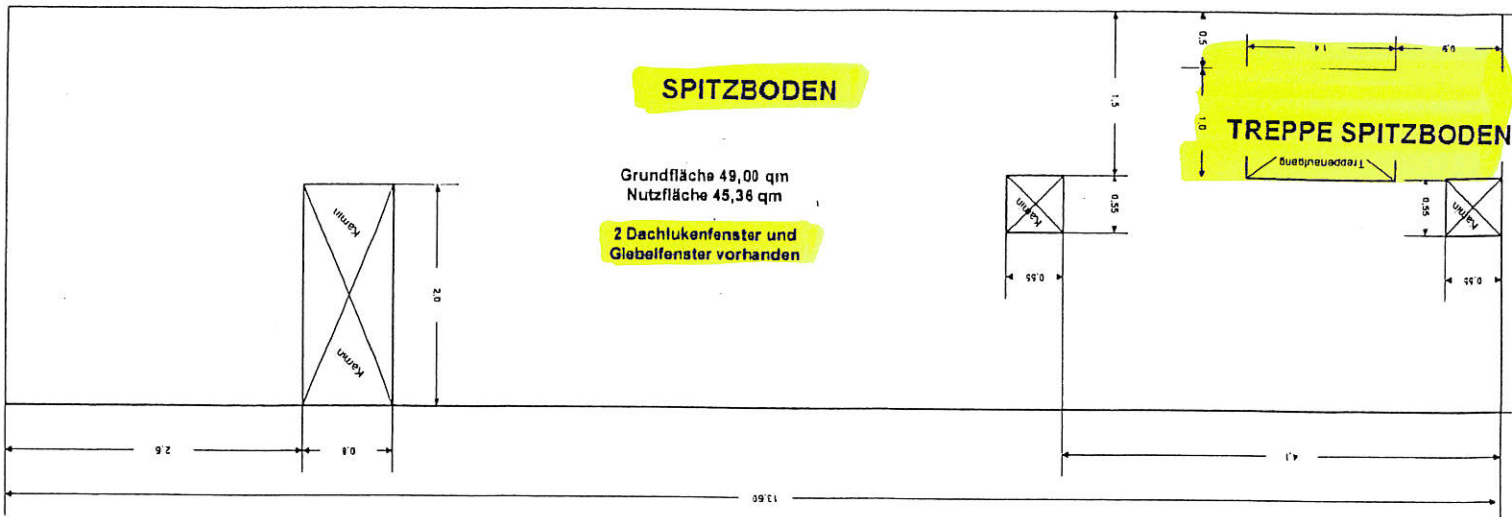 0,5
1,4
0,9
SPITZBODEN
1,5
1,0
TREPPE SPITZBODEN
Treppenaufgang
Grundfläche 49,00 qm
Nutzfläche 45,36 qm
Kamin
Kamin
Kamin
0,55
0,55
2 Dachlukenfenster und
Giebelfenster vorhanden
0,55
0,55
2,0
Kamin
0,8
4,1
13,60